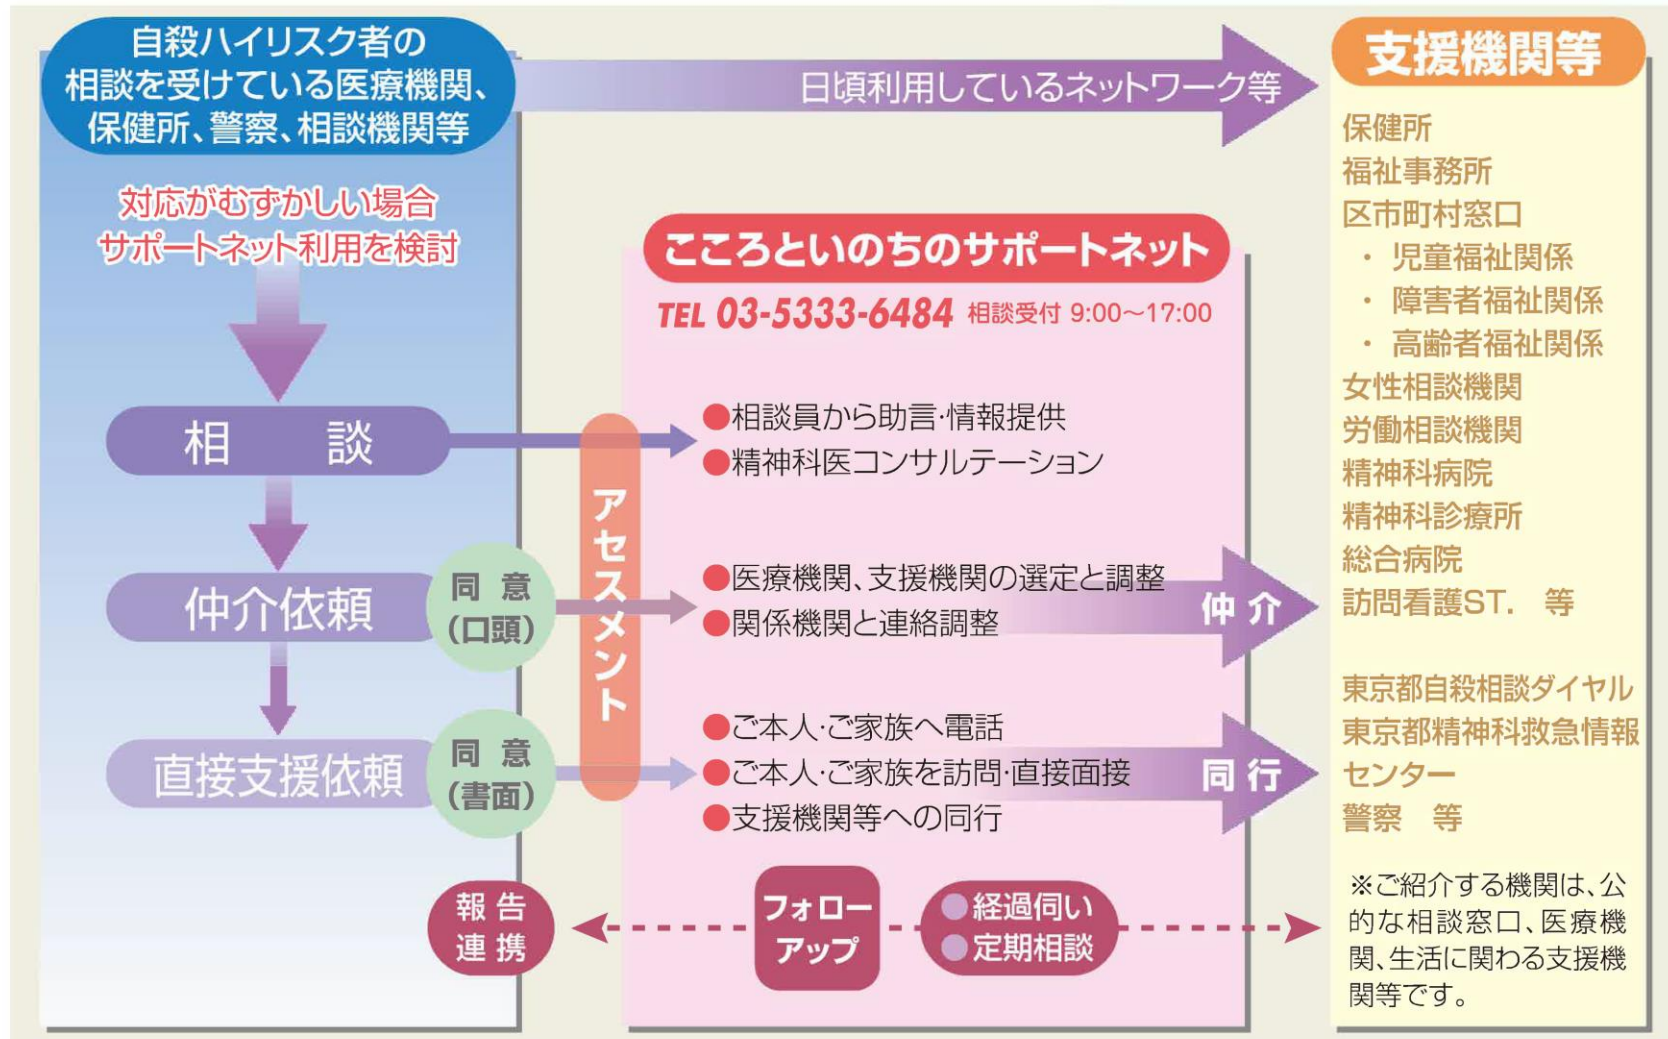 自殺ハイリスク者の
相談を受けている医療機関、
保健所、警察、相談機関等
日頃利用しているネットワーク等
対応がむずかしい場合
サポートネット利用を検討
相 談
仲介依頼
同 意
(口頭)
直接支援依頼
同 意
(書面)
報告
連携
アセスメント
こころといのちのサポートネット
TEL 03-5333-6484 相談受付 9:00〜17:00
●相談員から助言・情報提供
●精神科医コンサルテーション
●医療機関、支援機関の選定と調整
●関係機関と連絡調整
仲 介
●ご本人・ご家族へ電話
●ご本人・ご家族を訪問・直接面接
●支援機関等への同行
同 行
フォロー
アップ
●経過伺い
●定期相談
支援機関等
保健所
福祉事務所
区市町村窓口
・ 児童福祉関係
・ 障害者福祉関係
・ 高齢者福祉関係
女性相談機関
労働相談機関
精神科病院
精神科診療所
総合病院
訪問看護ST. 等
東京都自殺相談ダイヤル
東京都精神科救急情報
センター
警察 等
※ご紹介する機関は、公
的な相談窓口、医療機
関、生活に関わる支援機
関等です。